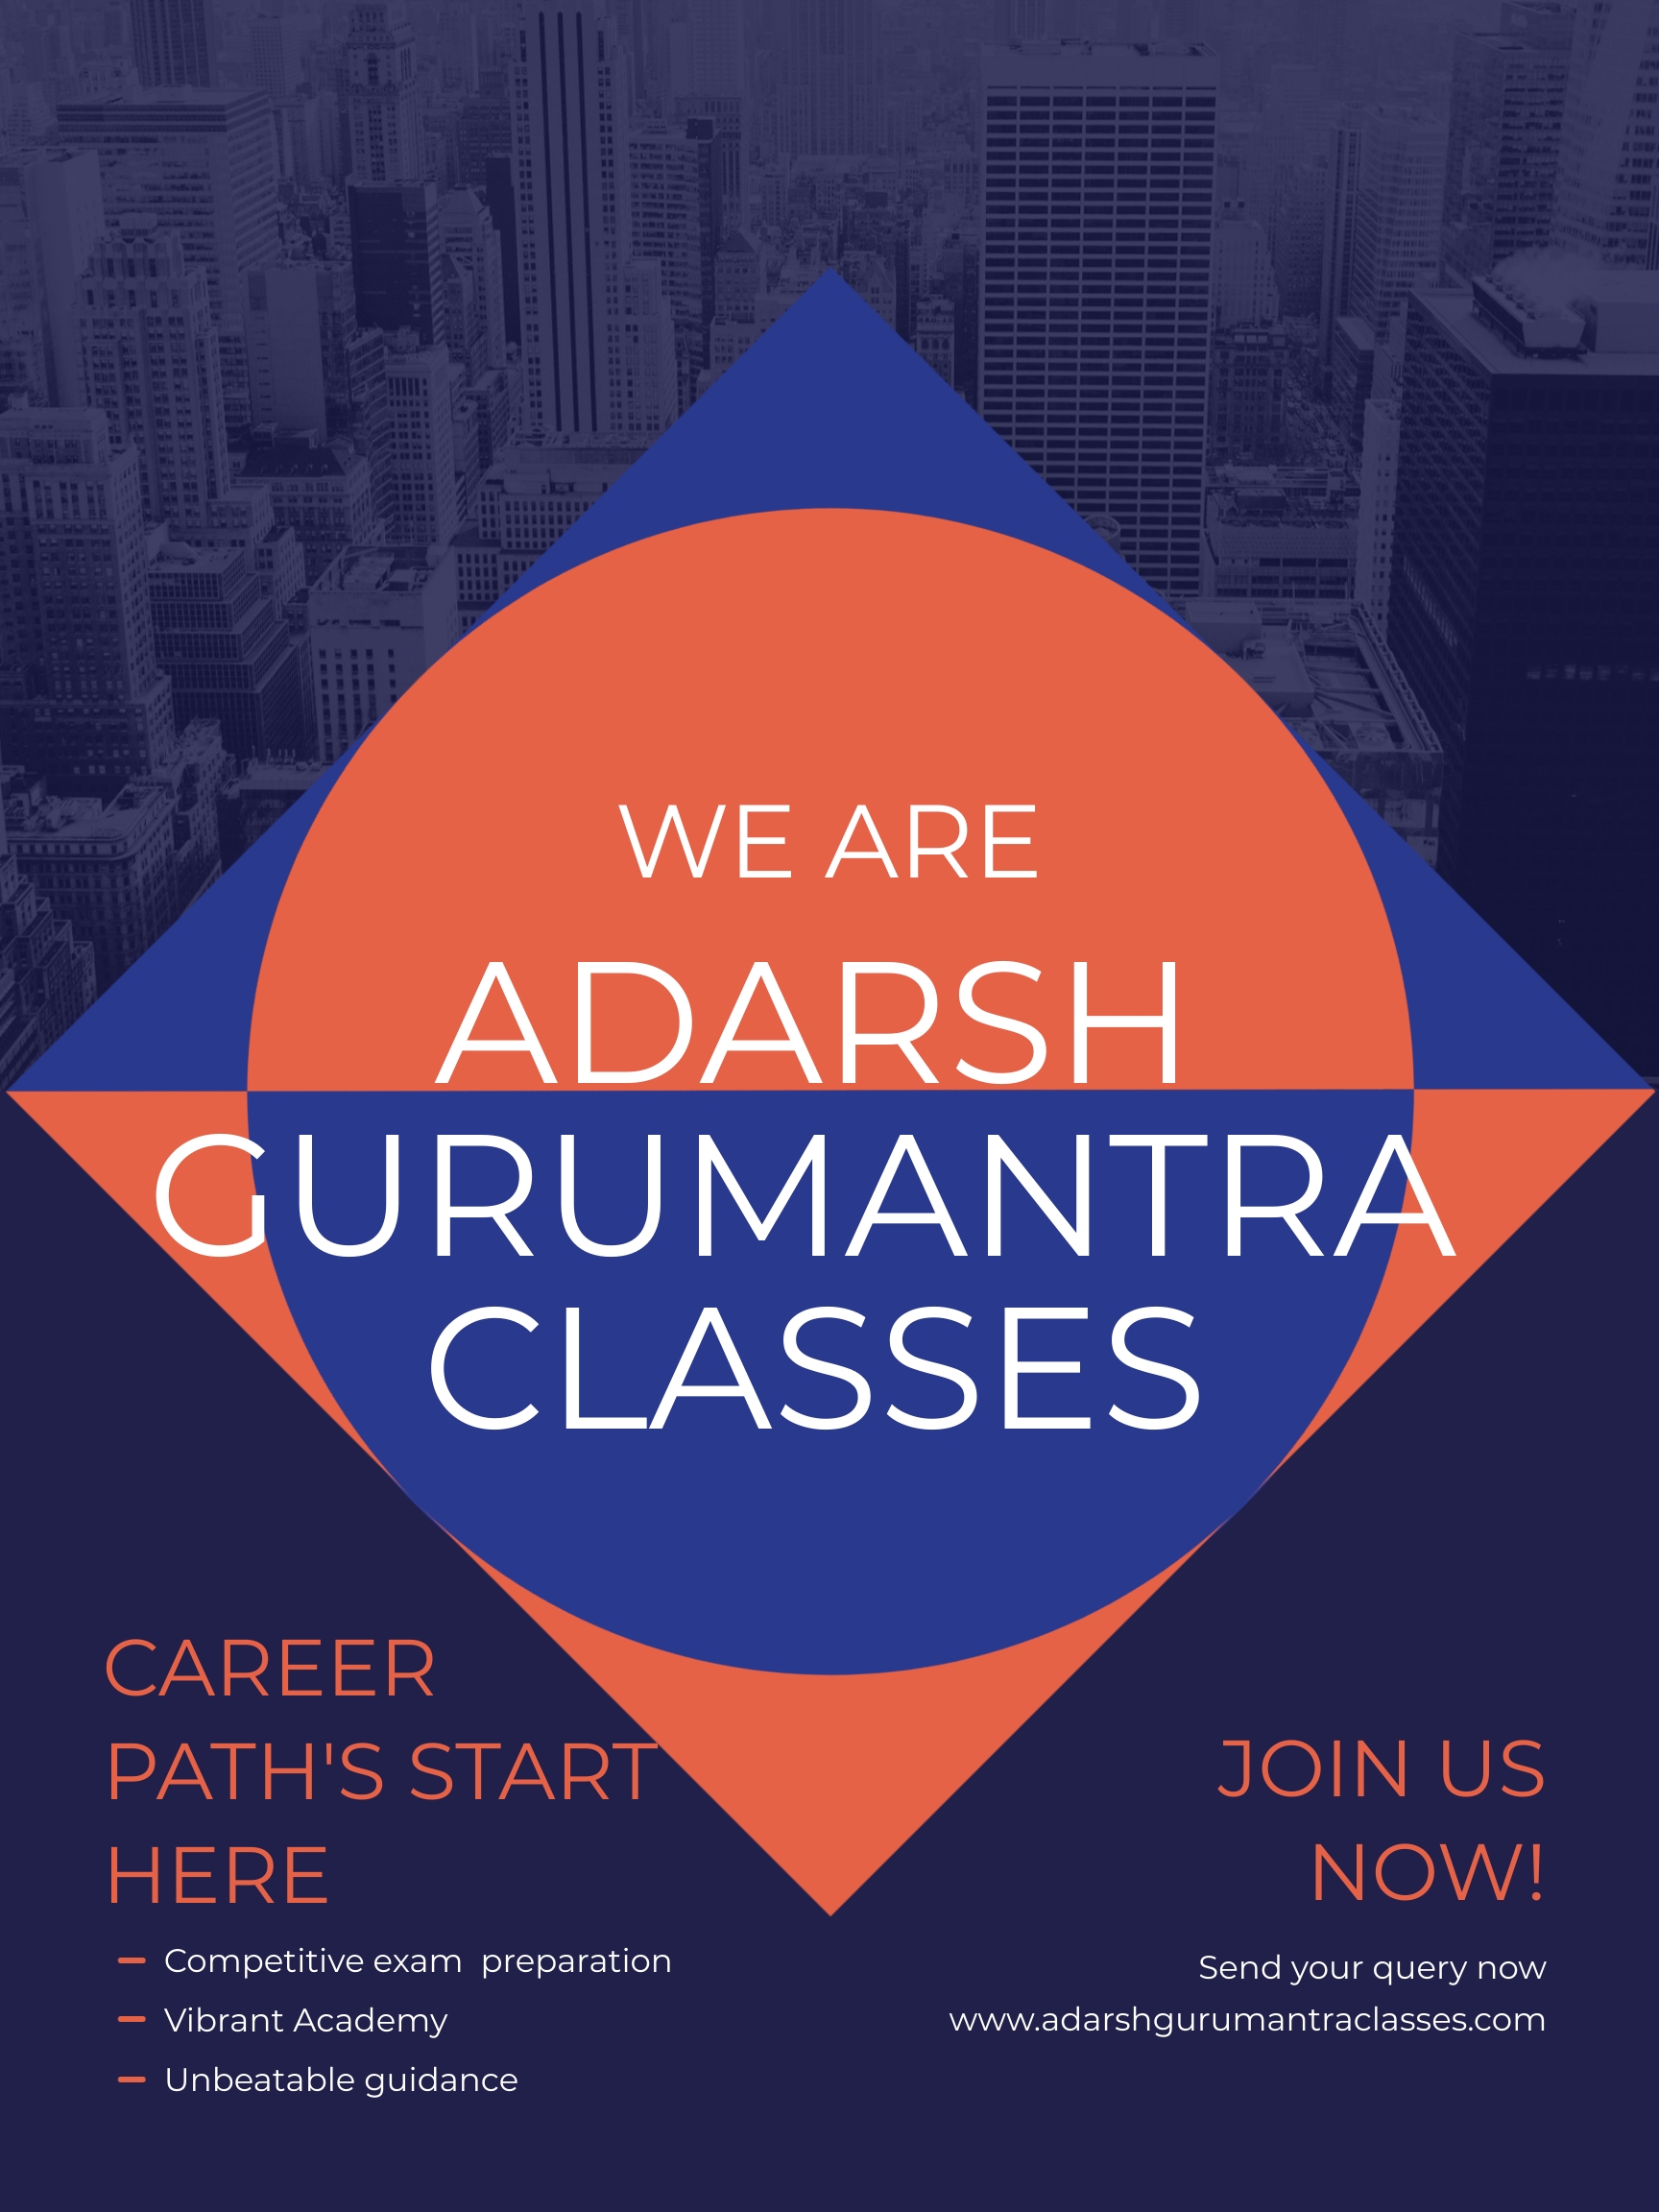 WE ARE
ADARSH
GURUMANTRA
CLASSES
CAREER
PATH'S START
HERE
Competitive exam  preparation
Vibrant Academy
Unbeatable guidance
JOIN US
NOW!
Send your query now
www.adarshgurumantraclasses.com